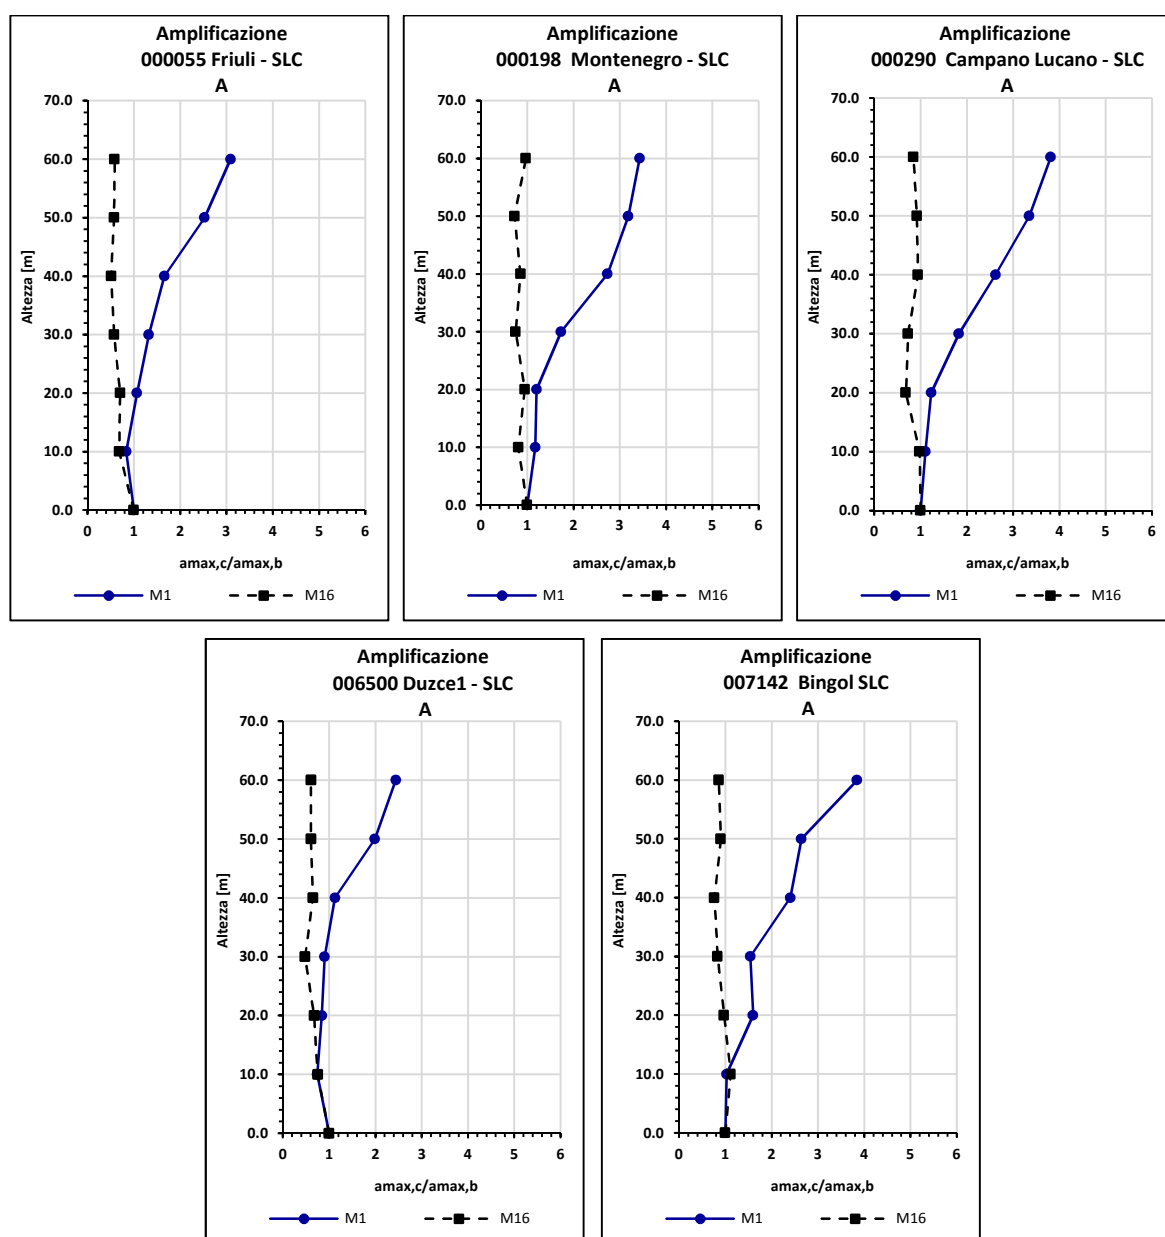 Amplificazione
000055 Friuli - SLC
A
70.0
60.0
50.0
40.0
30.0
20.0
10.0
0.0
Altezza [m]
0 1 2 3 4 5 6
amax,c/amax,b
M1 M16
Amplificazione
000198 Montenegro - SLC
A
70.0
60.0
50.0
40.0
30.0
20.0
10.0
0.0
Altezza [m]
0 1 2 3 4 5 6
amax,c/amax,b
M1 M16
Amplificazione
000290 Campano Lucano - SLC
A
70.0
60.0
50.0
40.0
30.0
20.0
10.0
0.0
Altezza [m]
0 1 2 3 4 5 6
amax,c/amax,b
M1 M16
Amplificazione
006500 Duzce1 - SLC
A
70.0
60.0
50.0
40.0
30.0
20.0
10.0
0.0
Altezza [m]
0 1 2 3 4 5 6
amax,c/amax,b
M1 M16
Amplificazione
007142 Bingol SLC
A
70.0
60.0
50.0
40.0
30.0
20.0
10.0
0.0
Altezza [m]
0 1 2 3 4 5 6
amax,c/amax,b
M1 M16